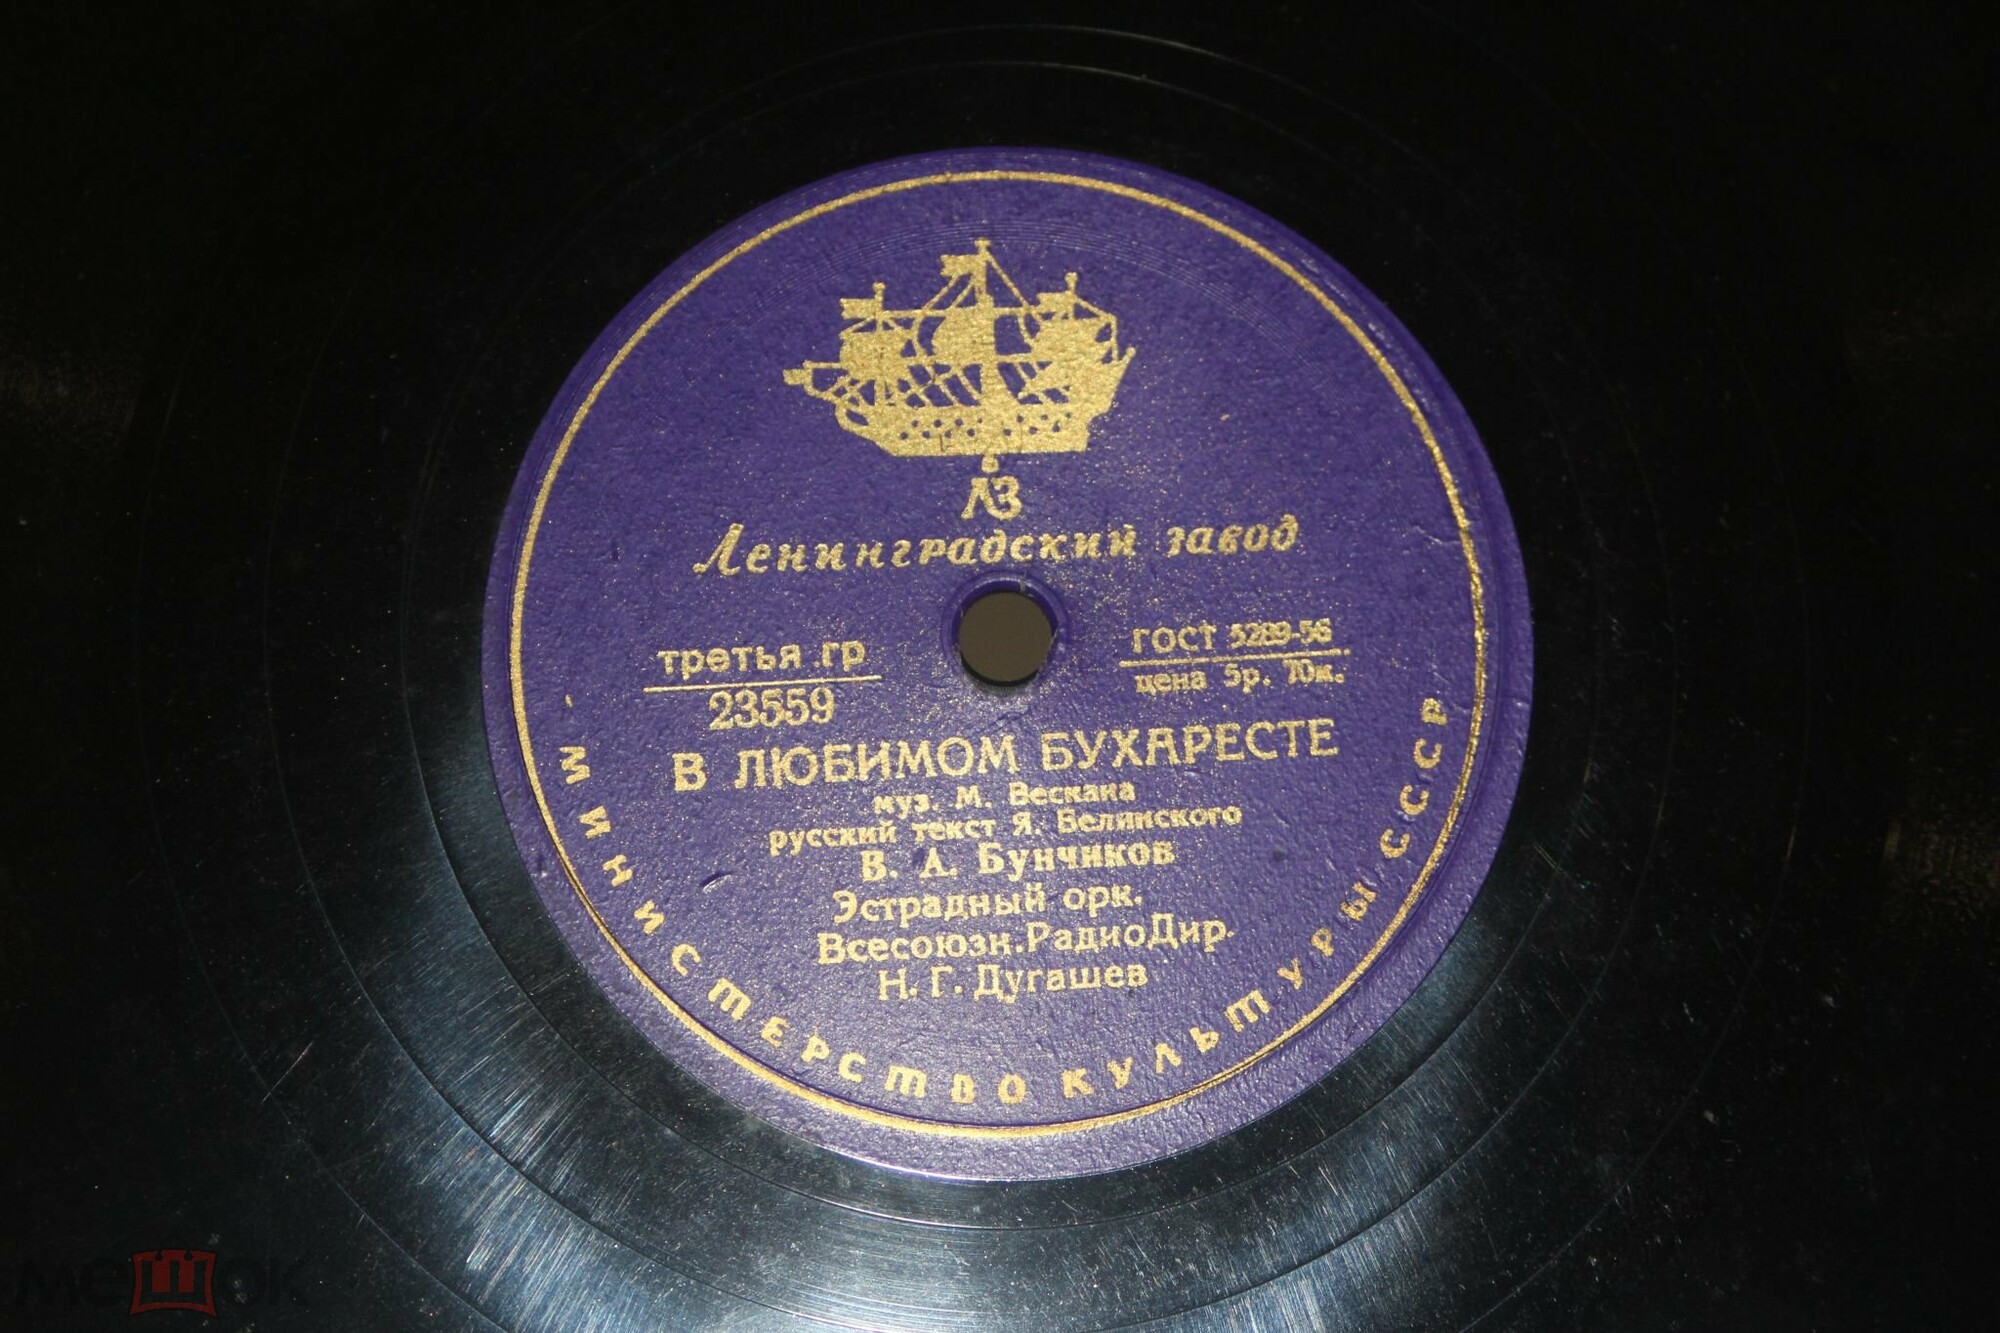 ЛЗ
Ленинградский завод
третья гр
23559
ГОСТ 5289-56
цена 5р. 70к.
В ЛЮБИМОМ БУХАРЕСТЕ
муз. М. Вескана
русский текст Я. Белинского
В. А. Бунчиков
Эстрадный орк.
Всесоюзн.РадиоДир.
Н. Г. Дугашев
- МИНИСТЕРСТВО КУЛЬТУРЫ СССР
мешок